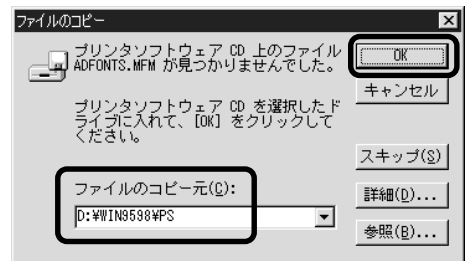 ファイルのコピー
プリンタソフトウェア CD 上のファイル
ADFONTS.MFM が見つかりませんでした。
プリンタソフトウェア CD を選択したド
ライブに入れて、[OK] をクリックして
ください。
ファイルのコピー元(C):
D:¥WIN9598¥PS
OK
キャンセル
スキップ(S)
詳細(D)...
参照(B)...